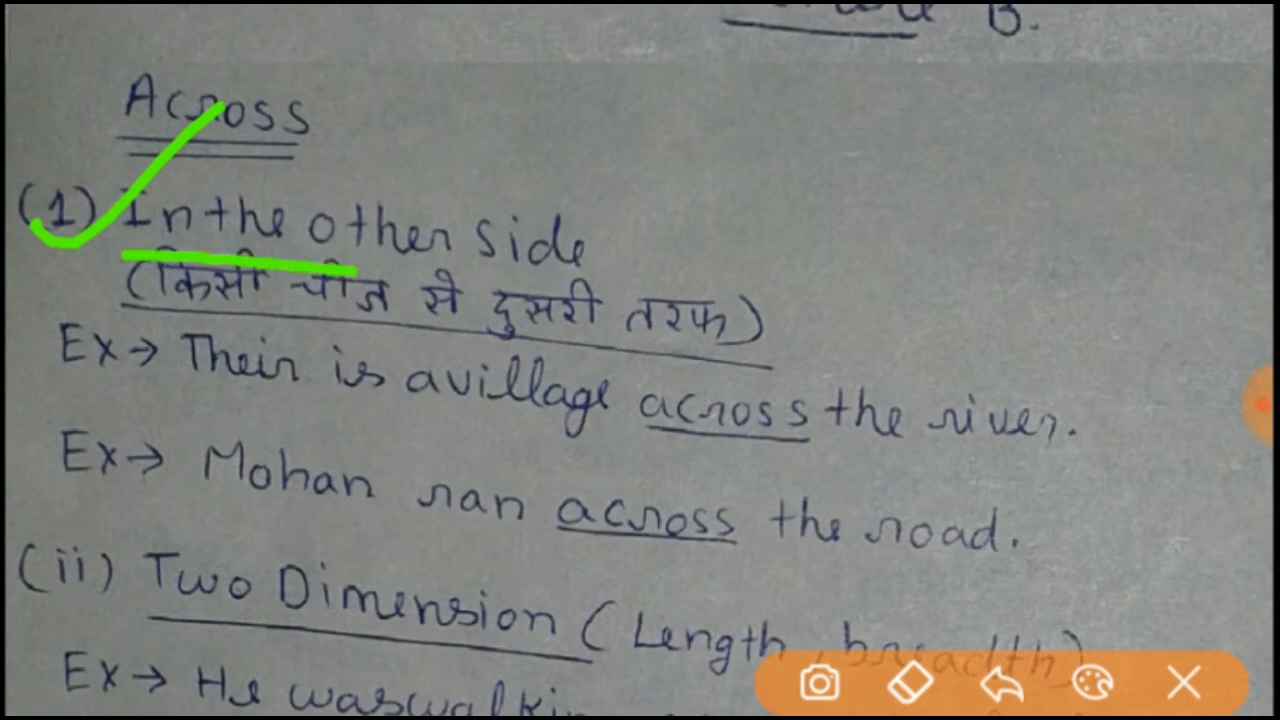 B.
Across
(1) In the other side
(किसी चीज से दुसरी तरफ)
Ex→ Their is a village across the river.
Ex→ Mohan ran across the road.
(ii) Two Dimension (Length, breadth)
Ex→ He was walkin